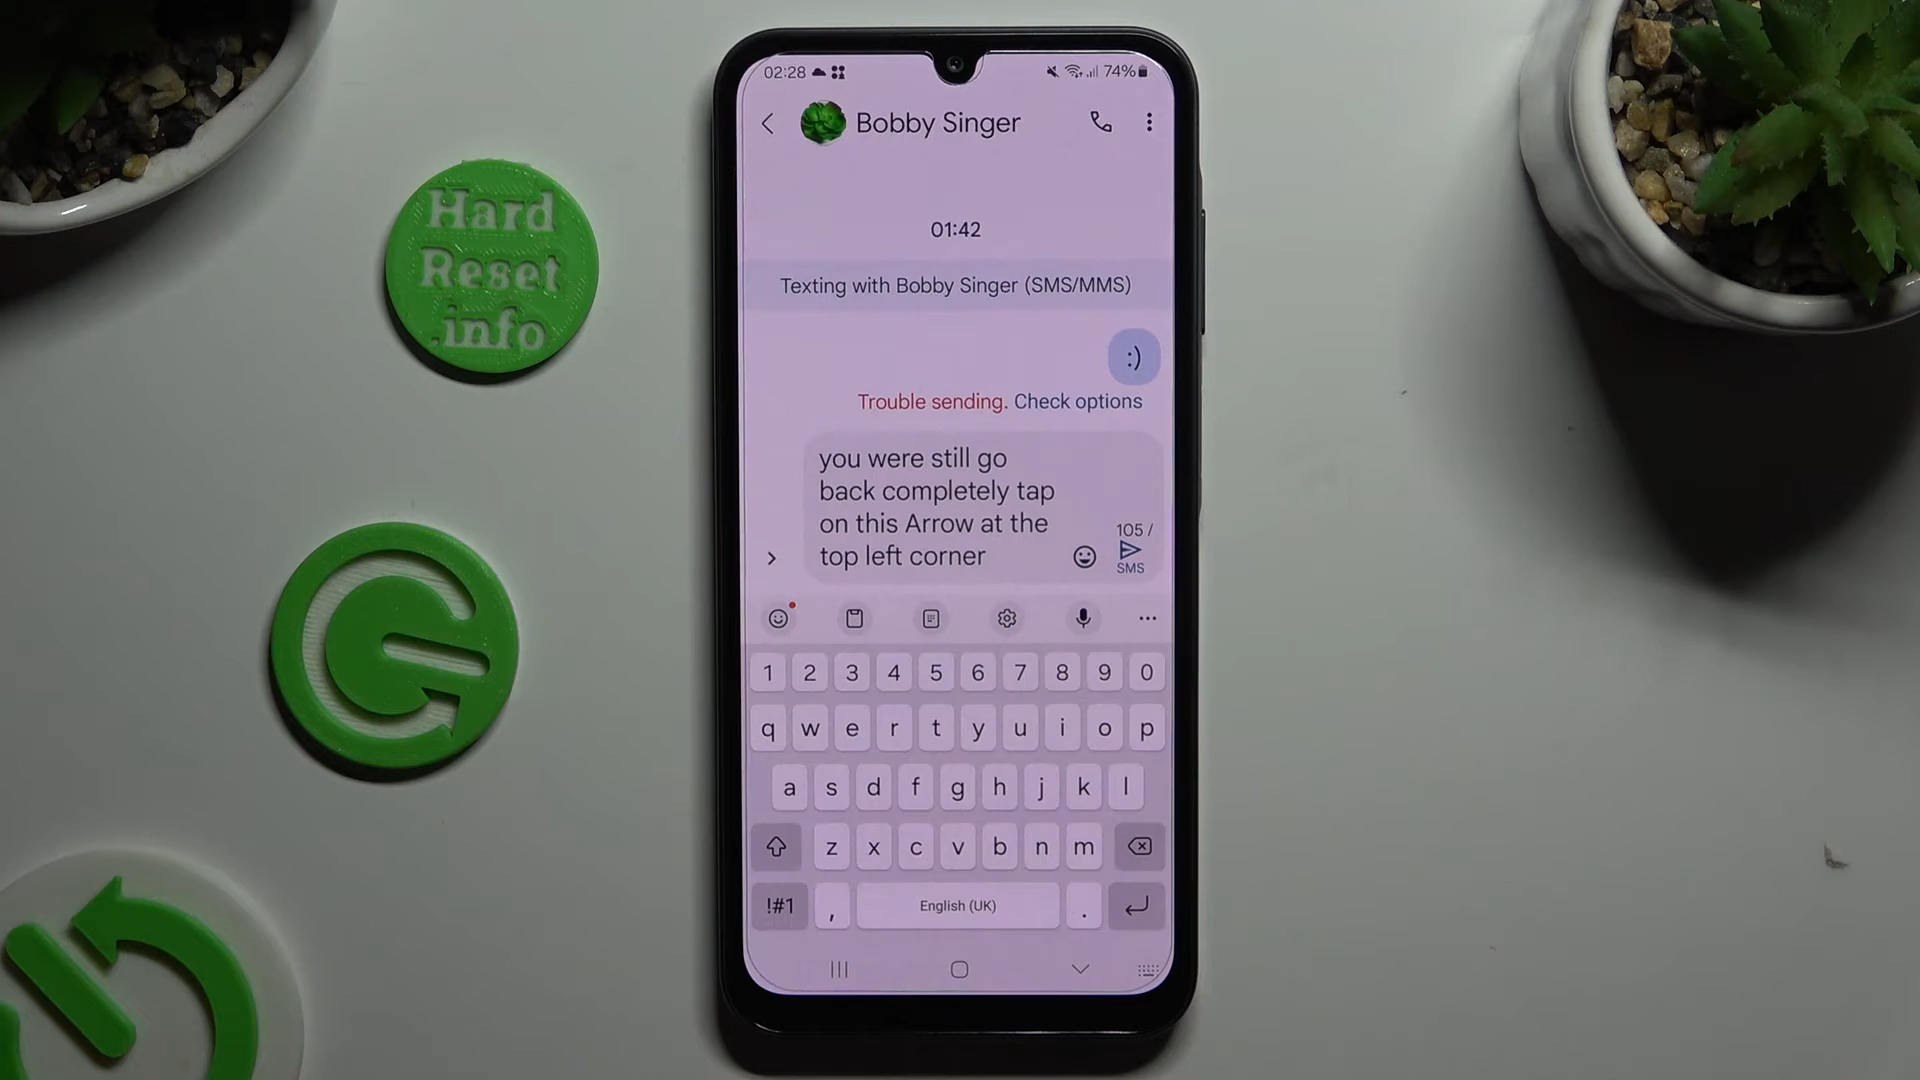 Hard
Reset
.info
02:28
74%
Bobby Singer
01:42
Texting with Bobby Singer (SMS/MMS)
:)
Trouble sending. Check options
you were still go
back completely tap
on this Arrow at the
top left corner
105 /
SMS
1 2 3 4 5 6 7 8 9 0
q w e r t y u i o p
a s d f g h j k l
z x c v b n m
!#1 , English (UK) .